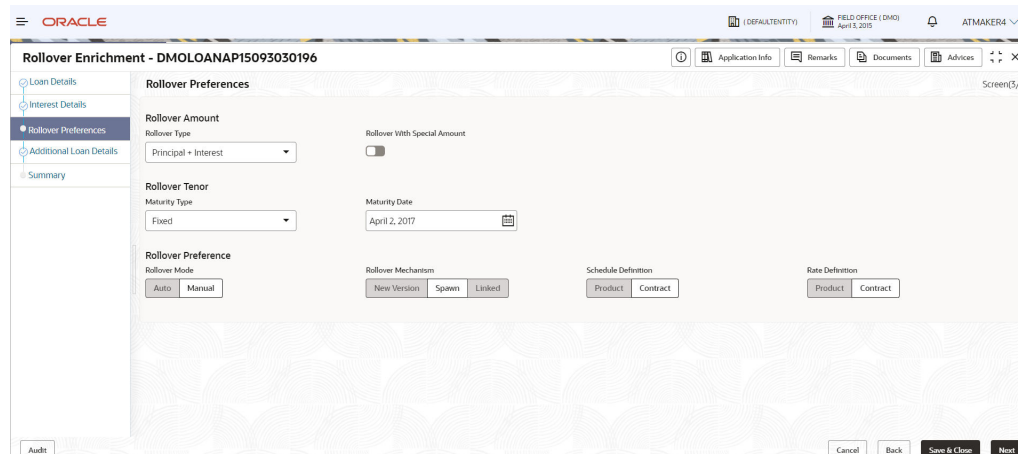 ORACLE
( DEFAULTENTITY)
FIELD OFFICE ( DMO)
April 3, 2015
ATMAKER4
Rollover Enrichment - DMOLOANAP15093030196
Application Info
Remarks
Documents
Advices
Loan Details
Interest Details
Rollover Preferences
Additional Loan Details
Summary
Rollover Preferences
Screen(3/
Rollover Amount
Rollover Type
Rollover With Special Amount
Principal + Interest
Rollover Tenor
Maturity Type
Maturity Date
Fixed
April 2, 2017
Rollover Preference
Rollover Mode
Rollover Mechanism
Schedule Definition
Rate Definition
Auto Manual
New Version Spawn Linked
Product Contract
Product Contract
Audit
Cancel
Back
Save & Close
Next